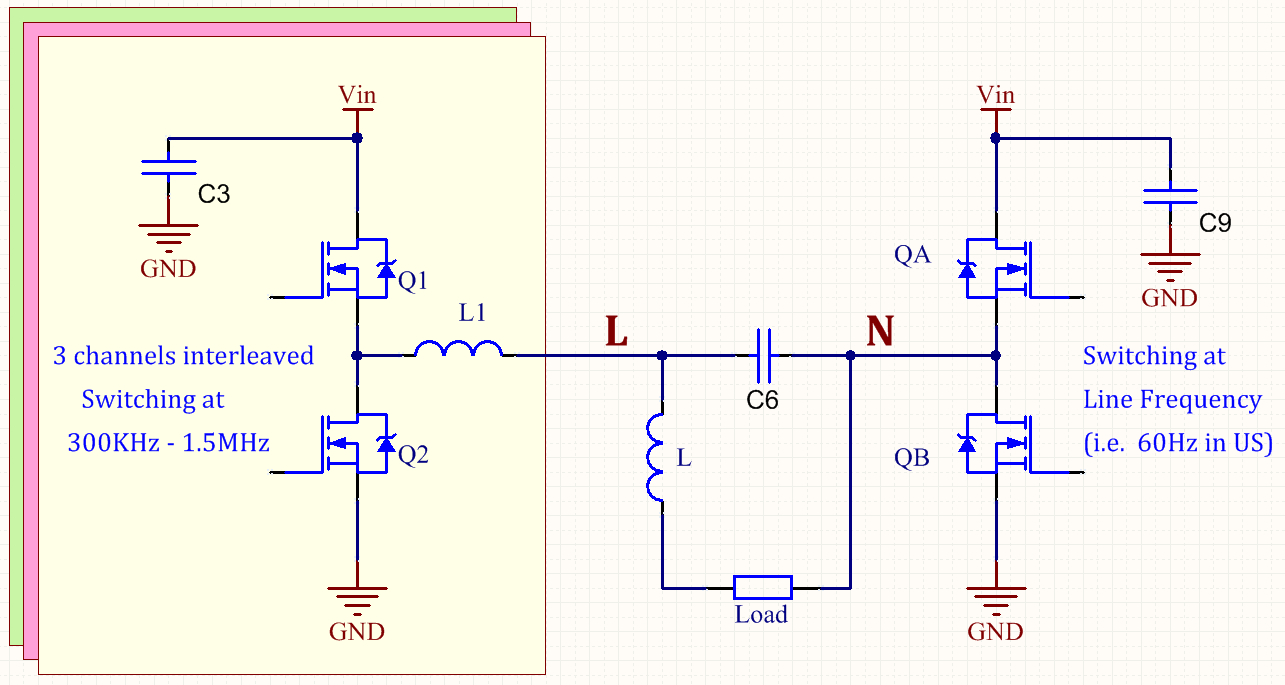 Vin
C3
GND
Q1
L1
3 channels interleaved
Switching at
300KHz - 1.5MHz
Q2
GND
L
N
C6
L
Load
Vin
C9
GND
QA
Switching at
Line Frequency
(i.e. 60Hz in US)
QB
GND